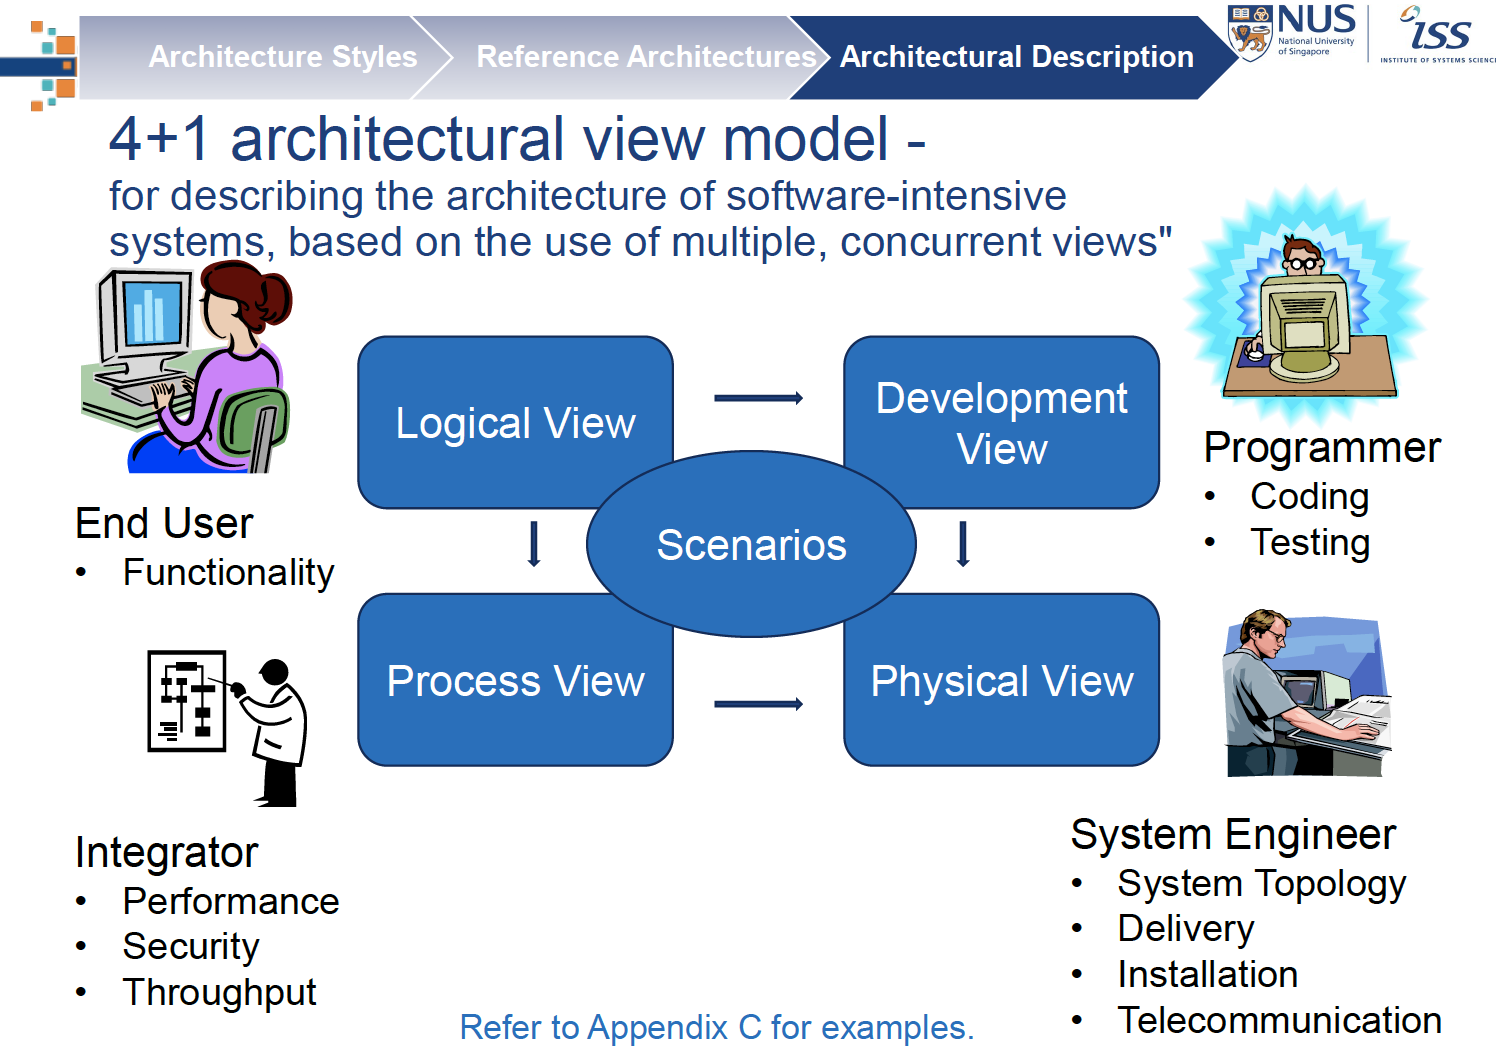 Architecture Styles
Reference Architectures
Architectural Description
NUS
National University
of Singapore
ISS
INSTITUTE OF SYSTEMS SCIENCE
4+1 architectural view model -
for describing the architecture of software-intensive
systems, based on the use of multiple, concurrent views"
Logical View
Development
View
Scenarios
Process View
Physical View
End User
• Functionality
Programmer
• Coding
• Testing
Integrator
• Performance
• Security
• Throughput
System Engineer
• System Topology
• Delivery
• Installation
• Telecommunication
Refer to Appendix C for examples.